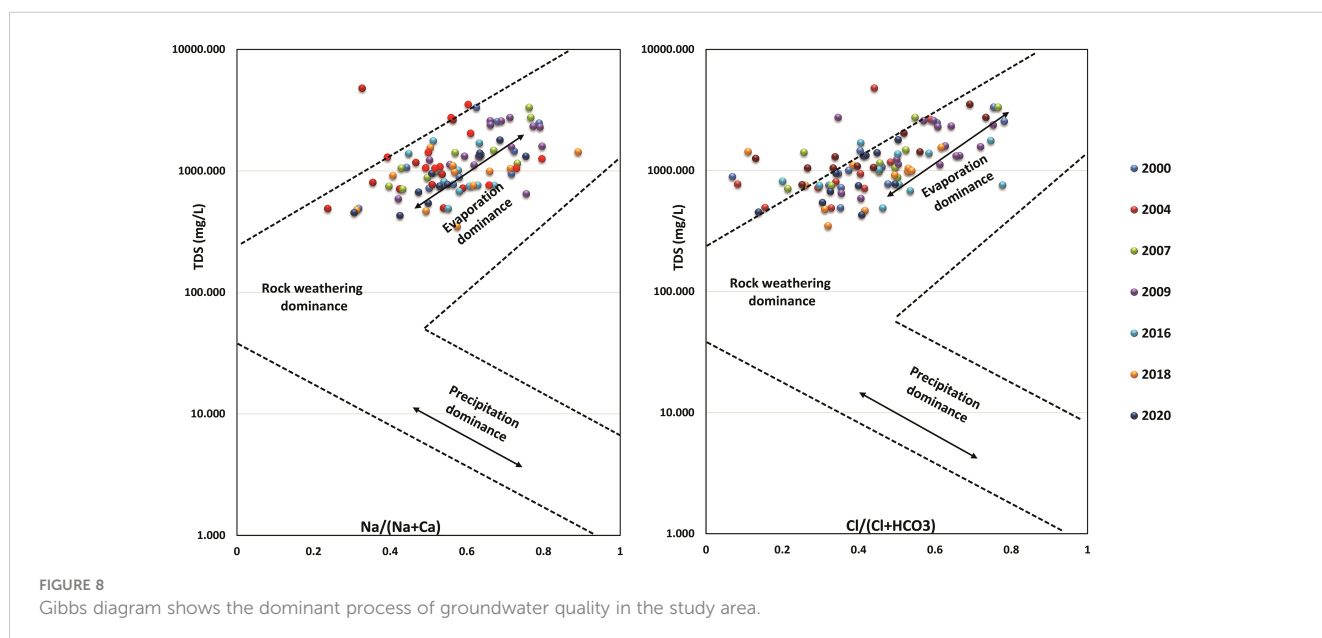 10000.000
1000.000
100.000
10.000
1.000
TDS (mg/L)
0
0.2
0.4
0.6
0.8
1
Na/(Na+Ca)
Evaporation
dominance
Rock weathering
dominance
Precipitation
dominance
10000.000
1000.000
100.000
10.000
1.000
TDS (mg/L)
0
0.2
0.4
0.6
0.8
1
Cl/(Cl+HCO3)
Evaporation
dominance
Rock weathering
dominance
Precipitation
dominance
2000
2004
2007
2009
2016
2018
2020
FIGURE 8
Gibbs diagram shows the dominant process of groundwater quality in the study area.